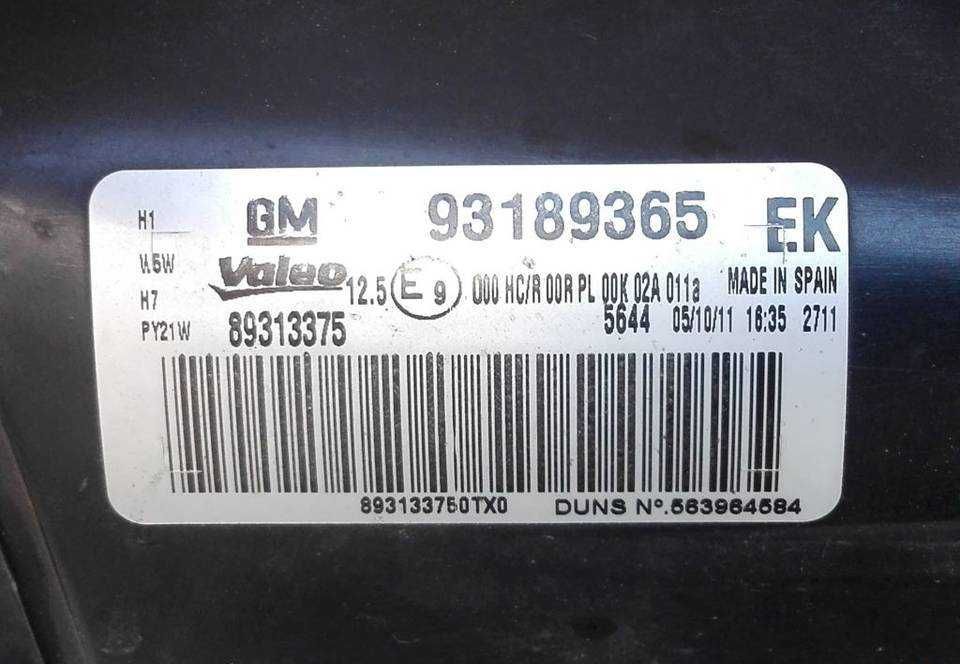 H1 GM 93189365 EK
W5W Valeo 12.5 E9 000 HC/R 00R PL 00K 02A 011a MADE IN SPAIN
H7 5644 05/10/11 16:35 2711
PY21W 89313375
893133750TX0 DUNS Nº.563964584